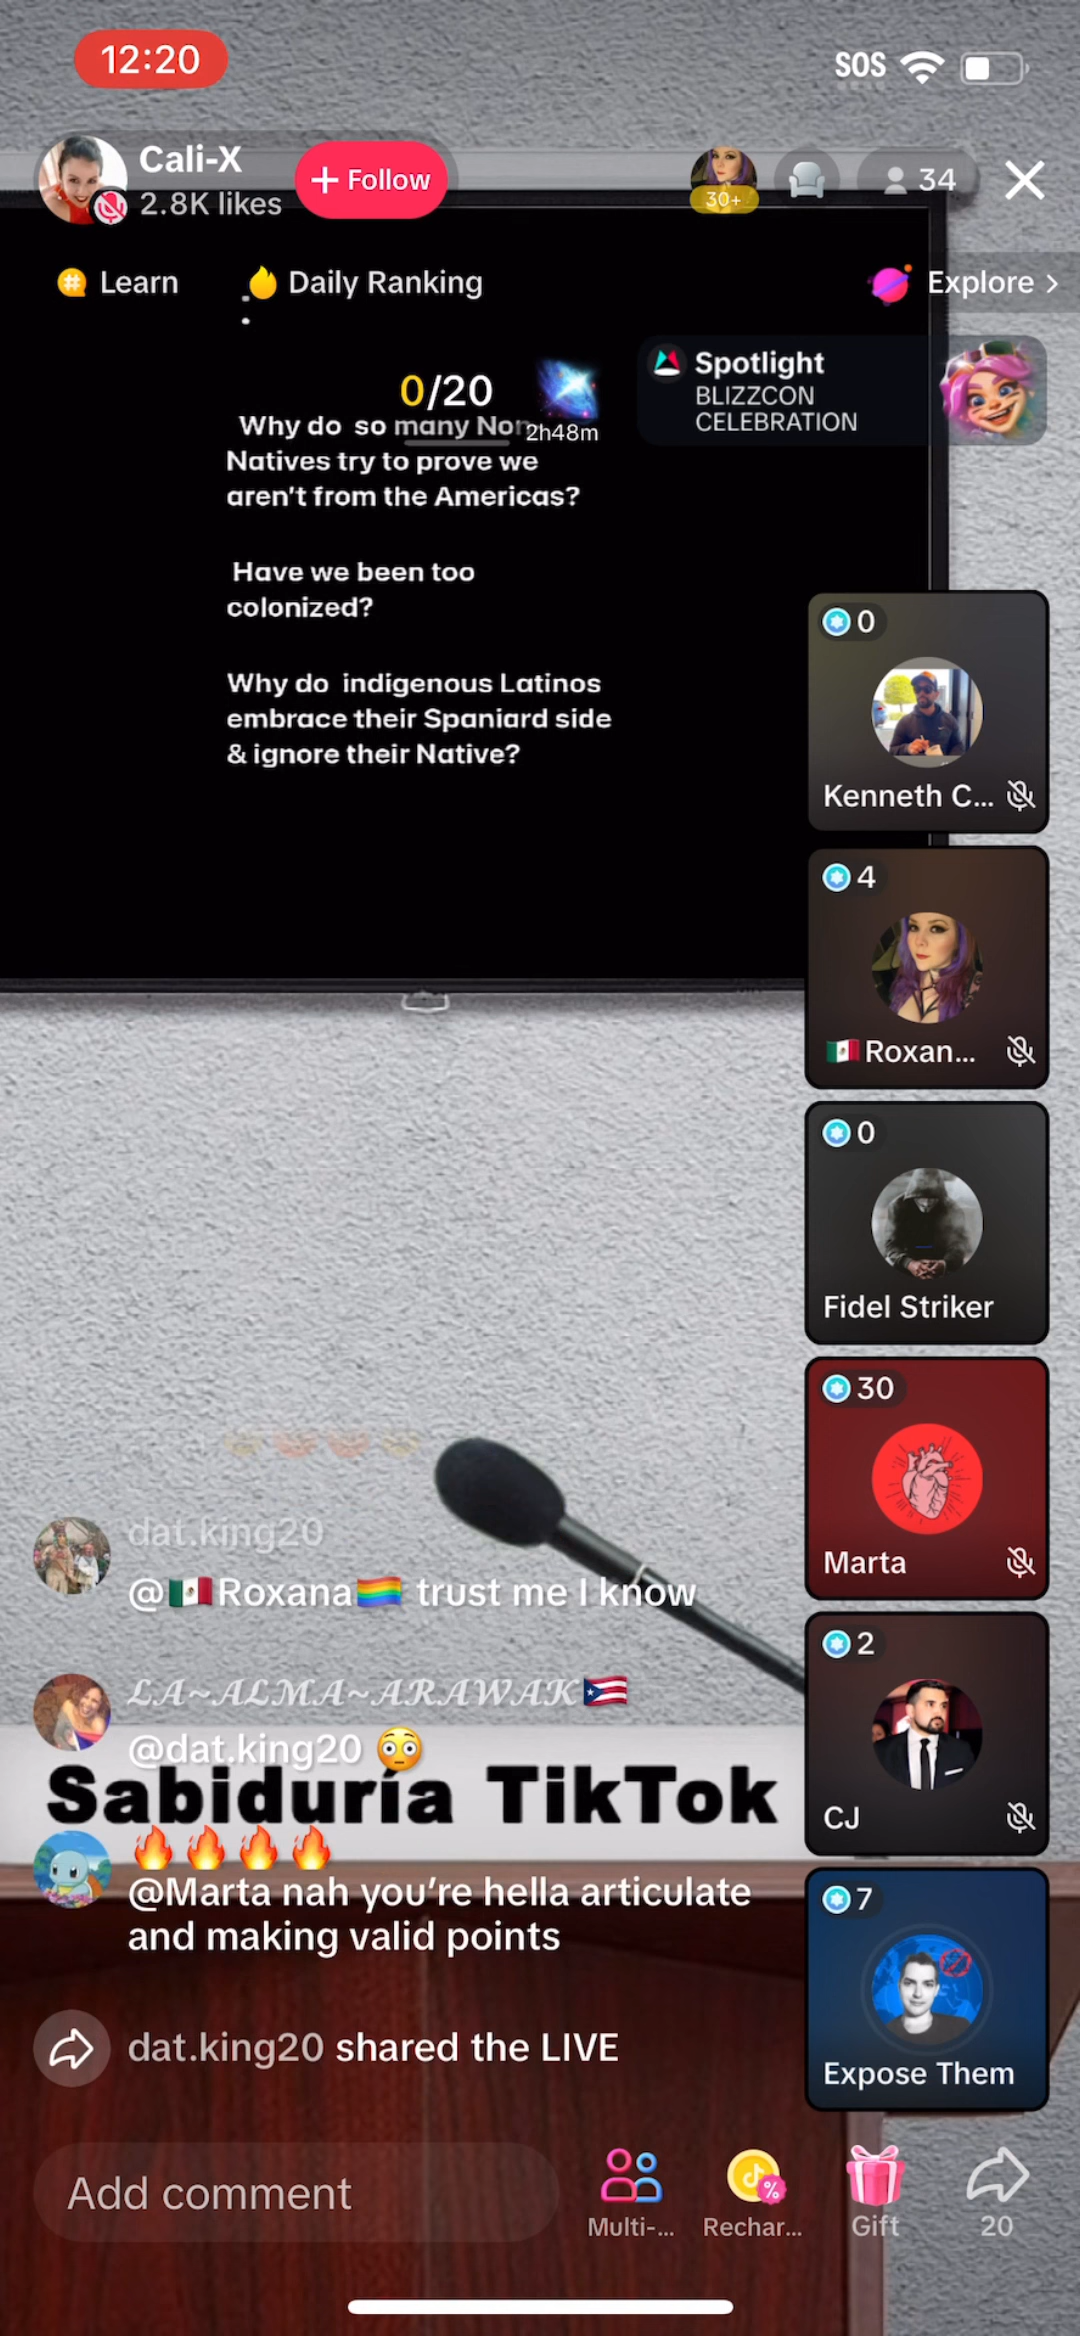 12:20
SOS
Cali-X
2.8K likes
+ Follow
30+
34
Learn
Daily Ranking
Explore >
:
0/20
2h48m
Spotlight
BLIZZCON
CELEBRATION
Why do so many Non
Natives try to prove we
aren't from the Americas?
Have we been too
colonized?
Why do indigenous Latinos
embrace their Spaniard side
& ignore their Native?
0
Kenneth C...
4
🇲🇽Roxan...
0
Fidel Striker
30
Marta
2
CJ
7
Expose Them
dat.king20
@🇲🇽Roxana🏳️‍🌈 trust me I know
ℒ𝒜~𝒜ℒℳ𝒜~𝒜ℛ𝒜𝒲𝒜𝒦🇵🇷
@dat.king20 😳
Sabiduría TikTok
🔥🔥🔥🔥
@Marta nah you’re hella articulate
and making valid points
dat.king20 shared the LIVE
Add comment
Multi-...
Rechar...
Gift
20